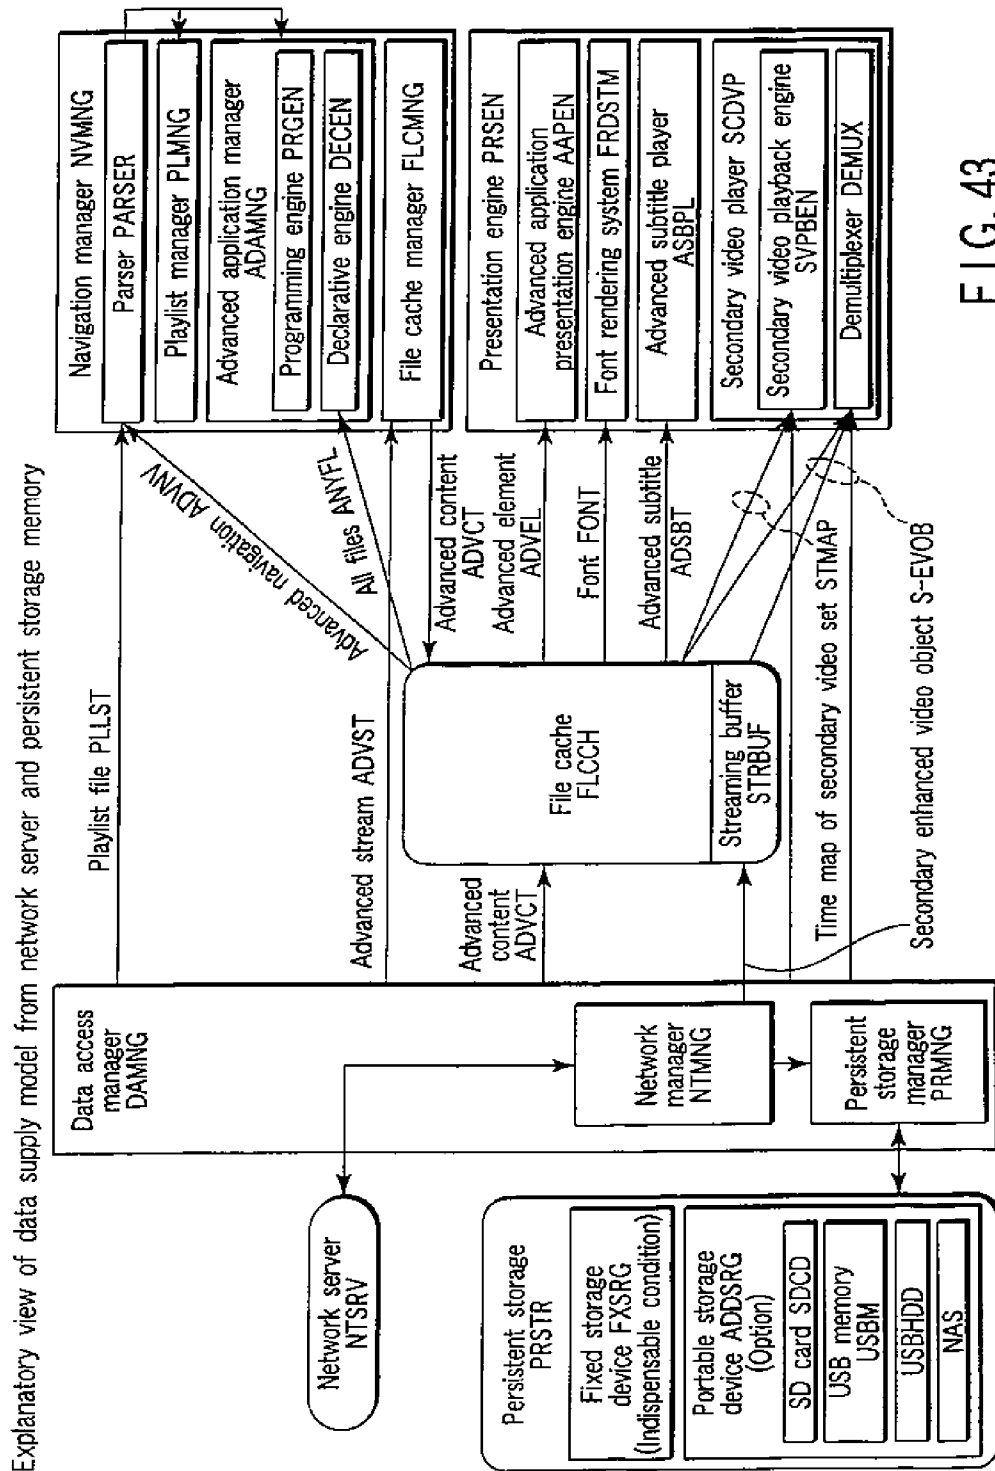 Explanatory view of data supply model from network server and persistent storage memory
Network server
NTSRV
Persistent storage
PRSTR
Fixed storage
device FXSRG
(Indispensable condition)
Portable storage
device ADDSRG
(Option)
SD card SDCD
USB memory
USBM
USBHDD
NAS
Data access
manager
DAMNG
Network
manager
NTMNG
Persistent
storage
manager
PRMNG
Playlist file PLLST
Advanced stream ADVST
Advanced
content
ADVCT
File cache
FLCCH
Streaming buffer
STRBUF
Time map of secondary video set STMAP
Secondary enhanced video object S-EVOB
Advanced navigation ADVNV
All files ANYFL
Advanced content
ADVCT
Advanced element
ADVEL
Font FONT
Advanced subtitle
ADSBT
Navigation manager NVMNG
Parser PARSER
Playlist manager PLMNG
Advanced application manager
ADAMNG
Programming engine PRGEN
Declarative engine DECEN
File cache manager FLCMNG
Presentation engine PRSEN
Advanced application
presentation engine AAPEN
Font rendering system FRDSTM
Advanced subtitle player
ASBPL
Secondary video player SCDVP
Secondary video playback engine
SVPBEN
Demultiplexer DEMUX
FIG. 43